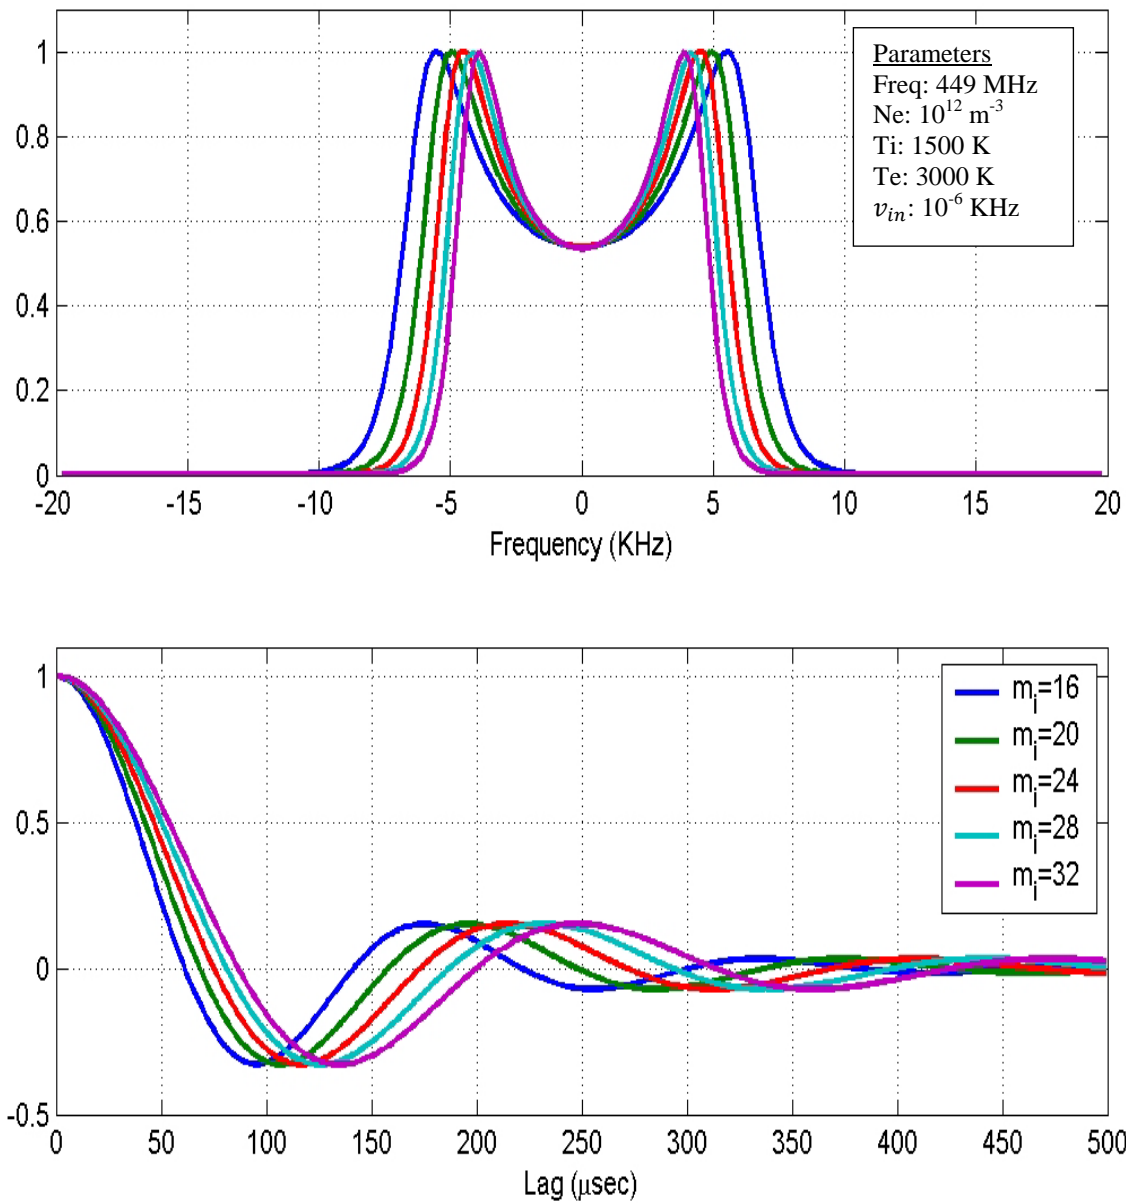 1
0.8
0.6
0.4
0.2
0
-20 -15 -10 -5 0 5 10 15 20
Frequency (KHz)
Parameters
Freq: 449 MHz
Ne: 10¹² m⁻³
Ti: 1500 K
Te: 3000 K
𝑣ᵢₙ: 10⁻⁶ KHz
1
0.5
0
-0.5
0 50 100 150 200 250 300 350 400 450 500
Lag (μsec)
mᵢ=16
mᵢ=20
mᵢ=24
mᵢ=28
mᵢ=32